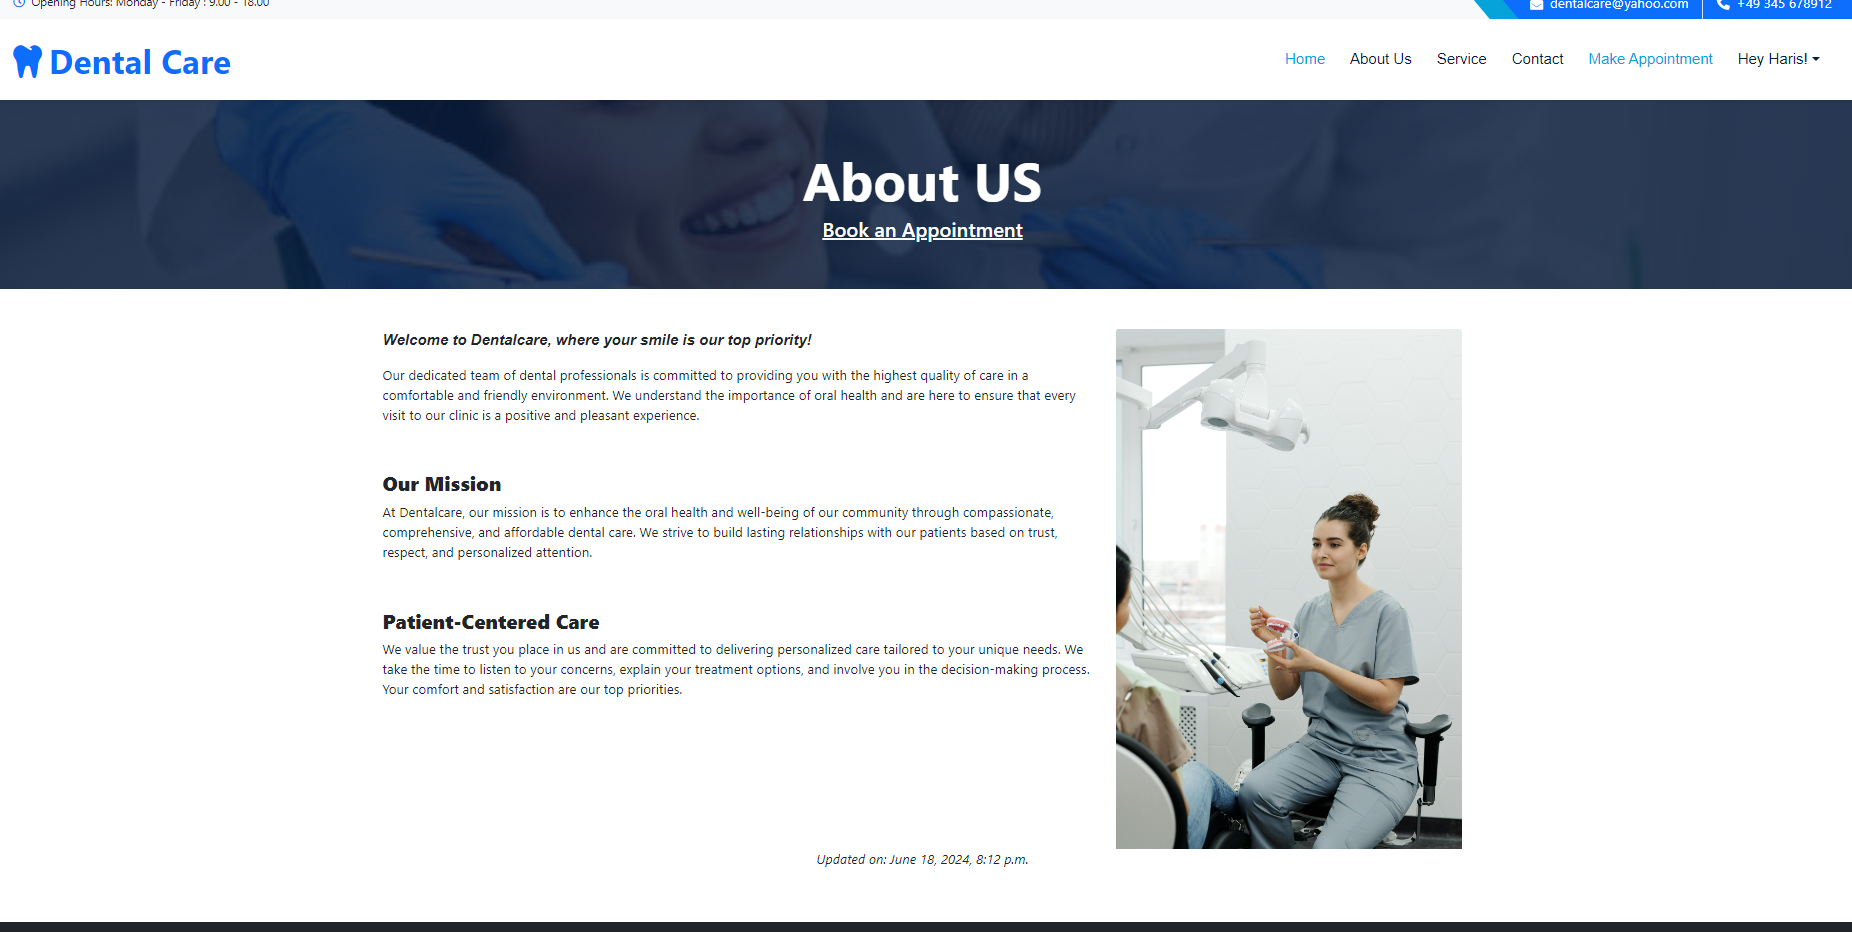 Opening Hours: Monday - Friday : 9.00 - 18.00
dentalcare@yahoo.com
+49 345 678912
Dental Care
Home About Us Service Contact Make Appointment Hey Haris!
About US
Book an Appointment
Welcome to Dentalcare, where your smile is our top priority!
Our dedicated team of dental professionals is committed to providing you with the highest quality of care in a
comfortable and friendly environment. We understand the importance of oral health and are here to ensure that every
visit to our clinic is a positive and pleasant experience.
Our Mission
At Dentalcare, our mission is to enhance the oral health and well-being of our community through compassionate,
comprehensive, and affordable dental care. We strive to build lasting relationships with our patients based on trust,
respect, and personalized attention.
Patient-Centered Care
We value the trust you place in us and are committed to delivering personalized care tailored to your unique needs. We
take the time to listen to your concerns, explain your treatment options, and involve you in the decision-making process.
Your comfort and satisfaction are our top priorities.
Updated on: June 18, 2024, 8:12 p.m.